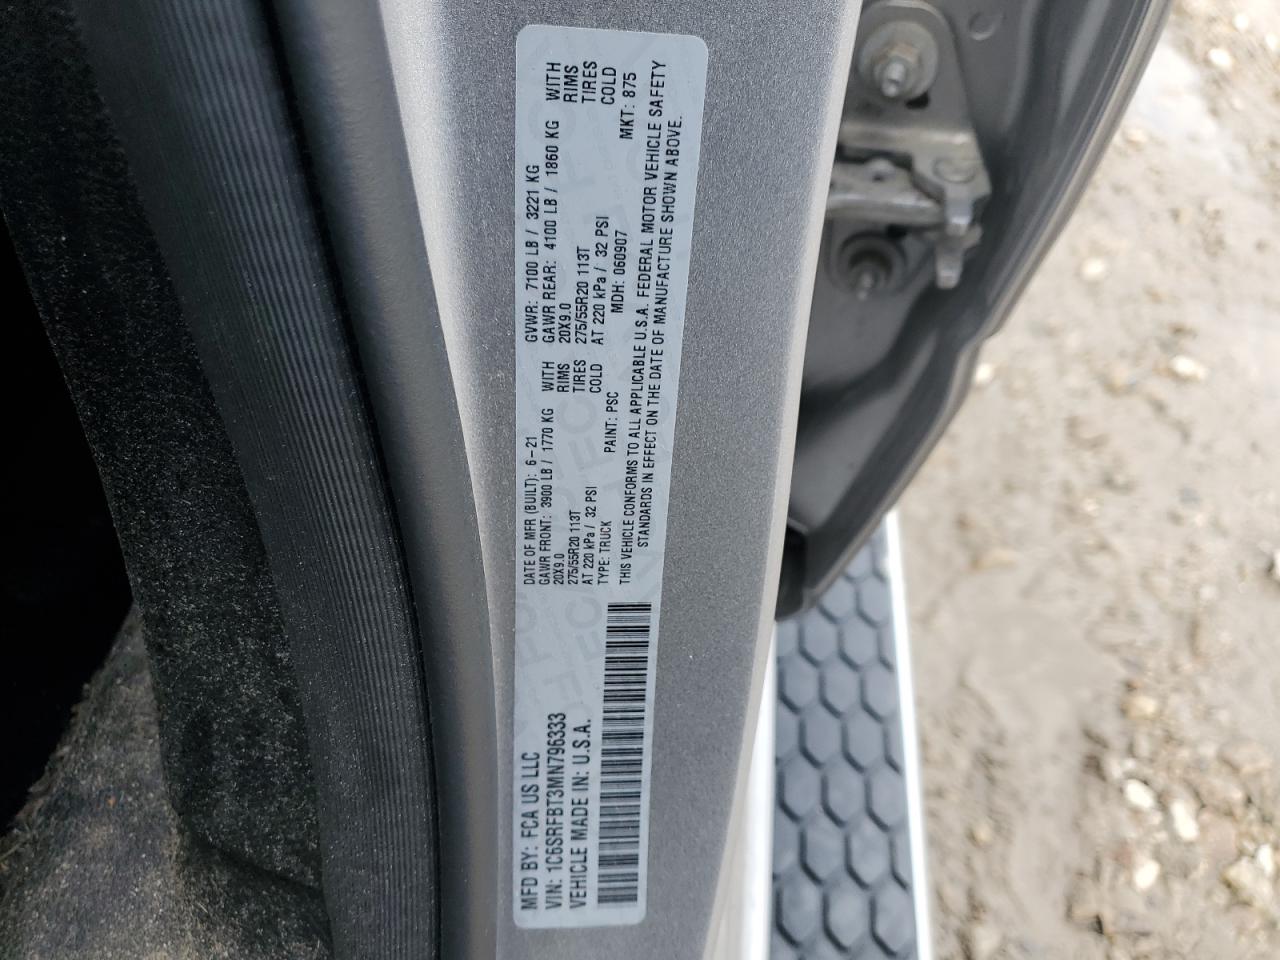 MFD BY: FCA US LLC
VIN: 1C6SRFBT3MN796333
VEHICLE MADE IN: U.S.A.
DATE OF MFR (BUILT): 6-21 GVWR: 7100 LB / 3221 KG
GAWR FRONT: 3900 LB / 1770 KG WITH GAWR REAR: 4100 LB / 1860 KG WITH
20X9.0 RIMS 20X9.0 RIMS
275/55R20 113T TIRES 275/55R20 113T TIRES
AT 220 kPa / 32 PSI COLD AT 220 kPa / 32 PSI COLD
TYPE: TRUCK PAINT: PSC MDH: 060907 MKT: 875
THIS VEHICLE CONFORMS TO ALL APPLICABLE U.S.A. FEDERAL MOTOR VEHICLE SAFETY
STANDARDS IN EFFECT ON THE DATE OF MANUFACTURE SHOWN ABOVE.